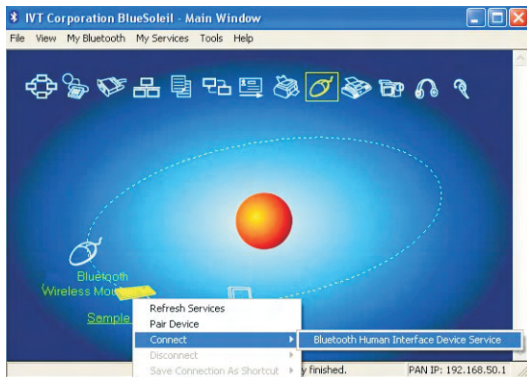 IVT Corporation BlueSoleil - Main Window
File View My Bluetooth My Services Tools Help
Bluetooth
Wireless
Sample
Refresh Services
Pair Device
Connect
Bluetooth Human Interface Device Service
Disconnect
Save Connection As Shortcut
finished. PAN IP: 192.168.50.1